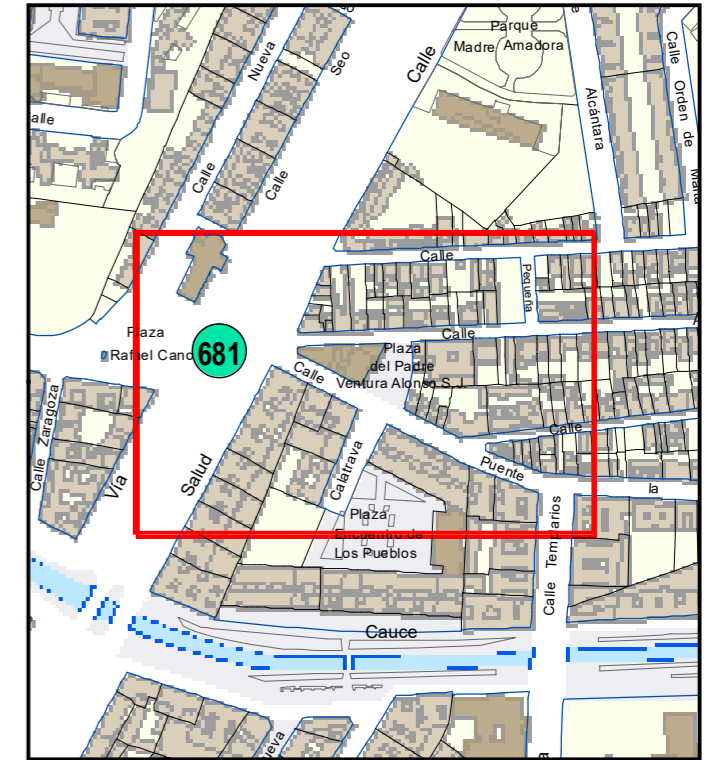 Parque
Madre Amadora
Calle
Nueva
Seo
Calle
Calle
Alcántara
Calle Orden de
alle
Calle
Pequeña
Calle
Plaza
Rafael Cano
681
Plaza
del Padre
Ventura Alonso S.J.
Calle
Calle Zaragoza
Vía
Salud
Calatrava
Calle
Puente
la
Plaza
Encuentro de
Los Pueblos
Calle Templarios
Cauce
ueva